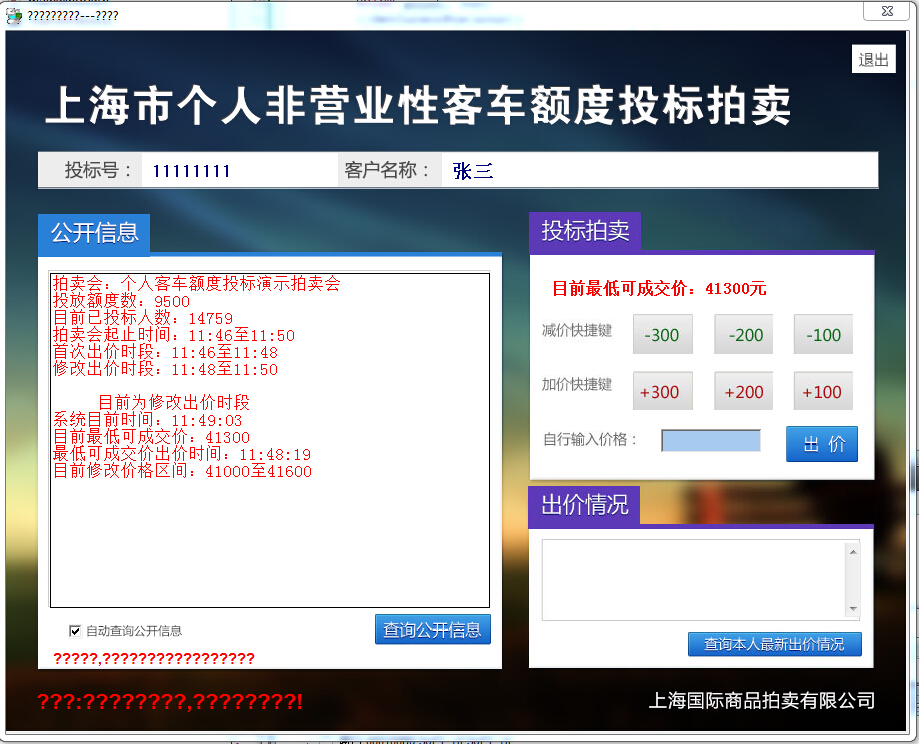 ?????????---????
退出
上海市个人非营业性客车额度投标拍卖
投标号： 11111111 客户名称： 张三
公开信息
拍卖会：个人客车额度投标演示拍卖会
投放额度数：9500
目前已投标人数：14759
拍卖会起止时间：11:46至11:50
首次出价时段：11:46至11:48
修改出价时段：11:48至11:50
目前为修改出价时段
系统目前时间：11:49:03
目前最低可成交价：41300
最低可成交价出价时间：11:48:19
目前修改价格区间：41000至41600
自动查询公开信息
查询公开信息
?????,?????????????????
投标拍卖
目前最低可成交价：41300元
减价快捷键 -300 -200 -100
加价快捷键 +300 +200 +100
自行输入价格： 出 价
出价情况
查询本人最新出价情况
???:????????,????????!
上海国际商品拍卖有限公司